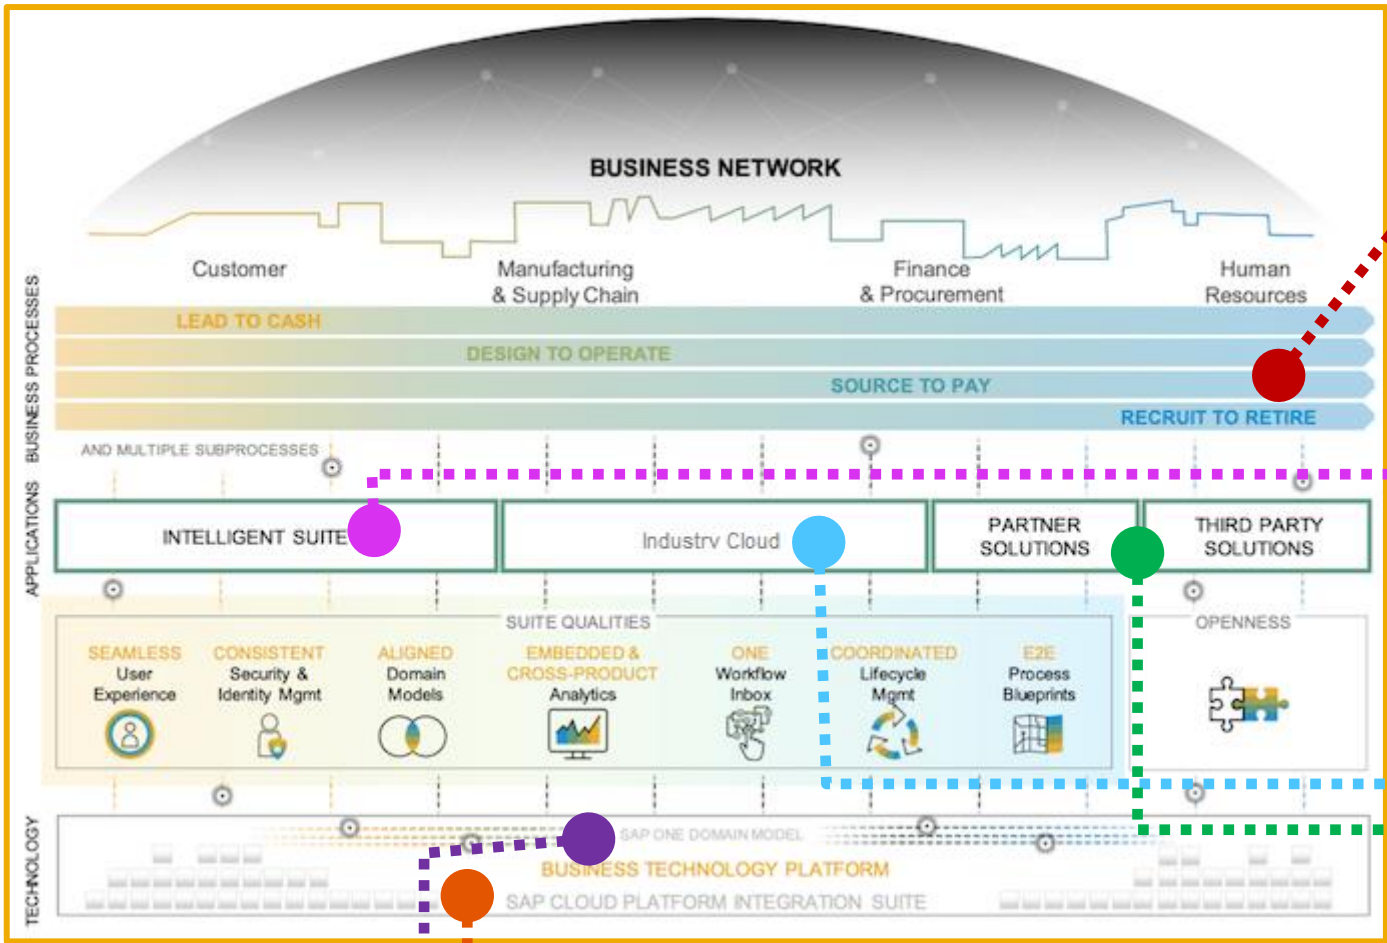 BUSINESS NETWORK
Customer
Manufacturing
& Supply Chain
Finance
& Procurement
Human
Resources
BUSINESS PROCESSES
LEAD TO CASH
DESIGN TO OPERATE
SOURCE TO PAY
RECRUIT TO RETIRE
AND MULTIPLE SUBPROCESSES
APPLICATIONS
INTELLIGENT SUITE
Industry Cloud
PARTNER
SOLUTIONS
THIRD PARTY
SOLUTIONS
SUITE QUALITIES
SEAMLESS
User
Experience
CONSISTENT
Security &
Identity Mgmt
ALIGNED
Domain
Models
EMBEDDED &
CROSS-PRODUCT
Analytics
ONE
Workflow
Inbox
COORDINATED
Lifecycle
Mgmt
E2E
Process
Blueprints
OPENNESS
TECHNOLOGY
SAP ONE DOMAIN MODEL
BUSINESS TECHNOLOGY PLATFORM
SAP CLOUD PLATFORM INTEGRATION SUITE